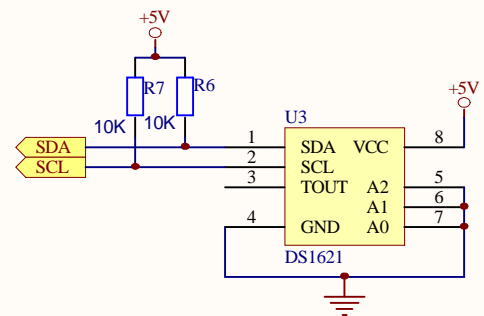 +5V
R7
R6
10K
10K
+5V
U3
SDA
SCL
1
2
3
4
SDA
SCL
TOUT
GND
VCC
A2
A1
A0
8
5
6
7
DS1621